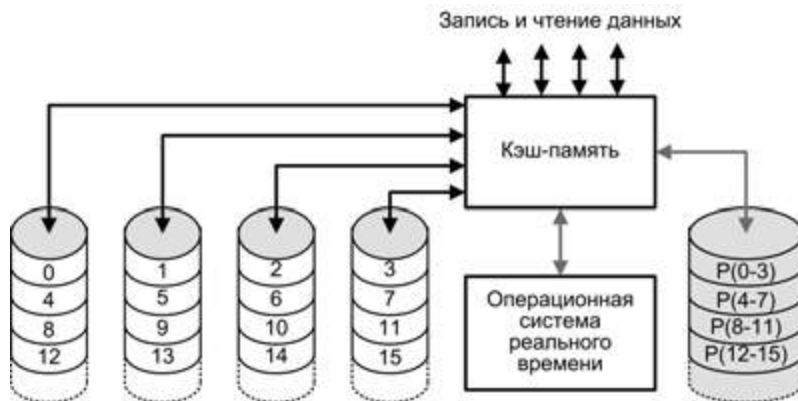 Запись и чтение данных
Кэш-память
0
4
8
12
1
5
9
13
2
6
10
14
3
7
11
15
Операционная
система
реального
времени
P(0-3)
P(4-7)
P(8-11)
P(12-15)